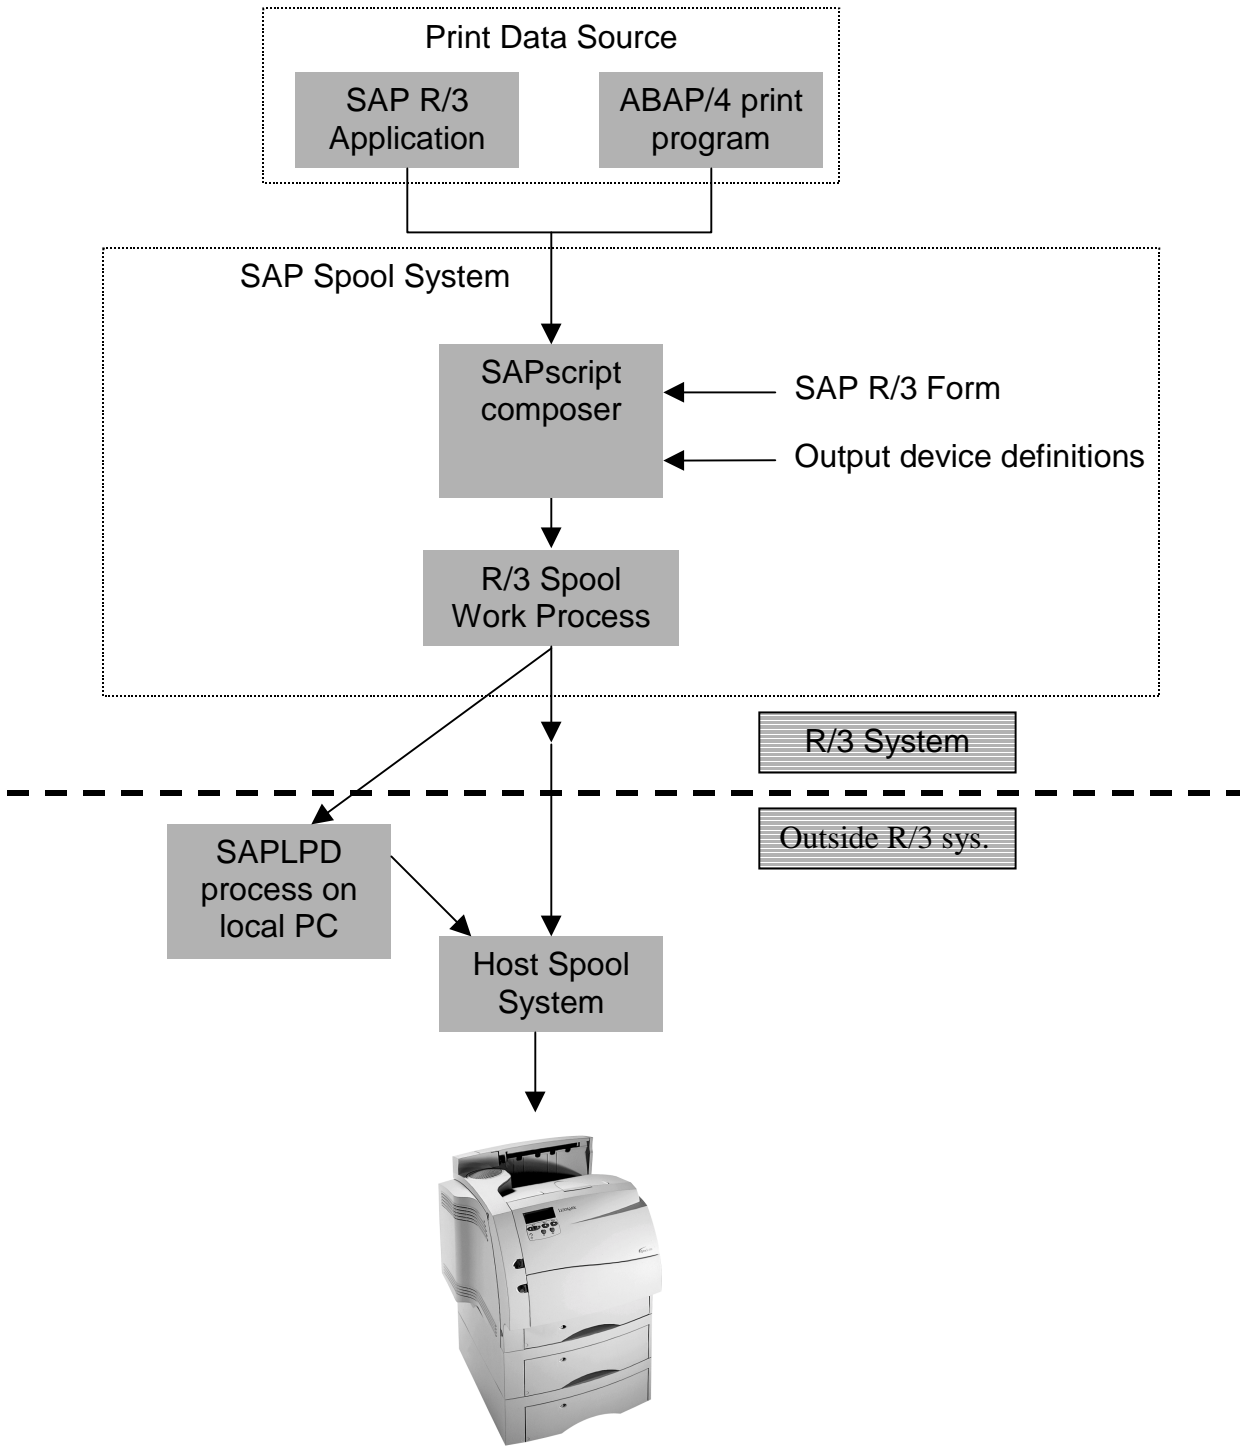 Print Data Source
SAP R/3
Application
ABAP/4 print
program
SAP Spool System
SAPscript
composer
SAP R/3 Form
Output device definitions
R/3 Spool
Work Process
R/3 System
Outside R/3 sys.
SAPLPD
process on
local PC
Host Spool
System
LEXMARK